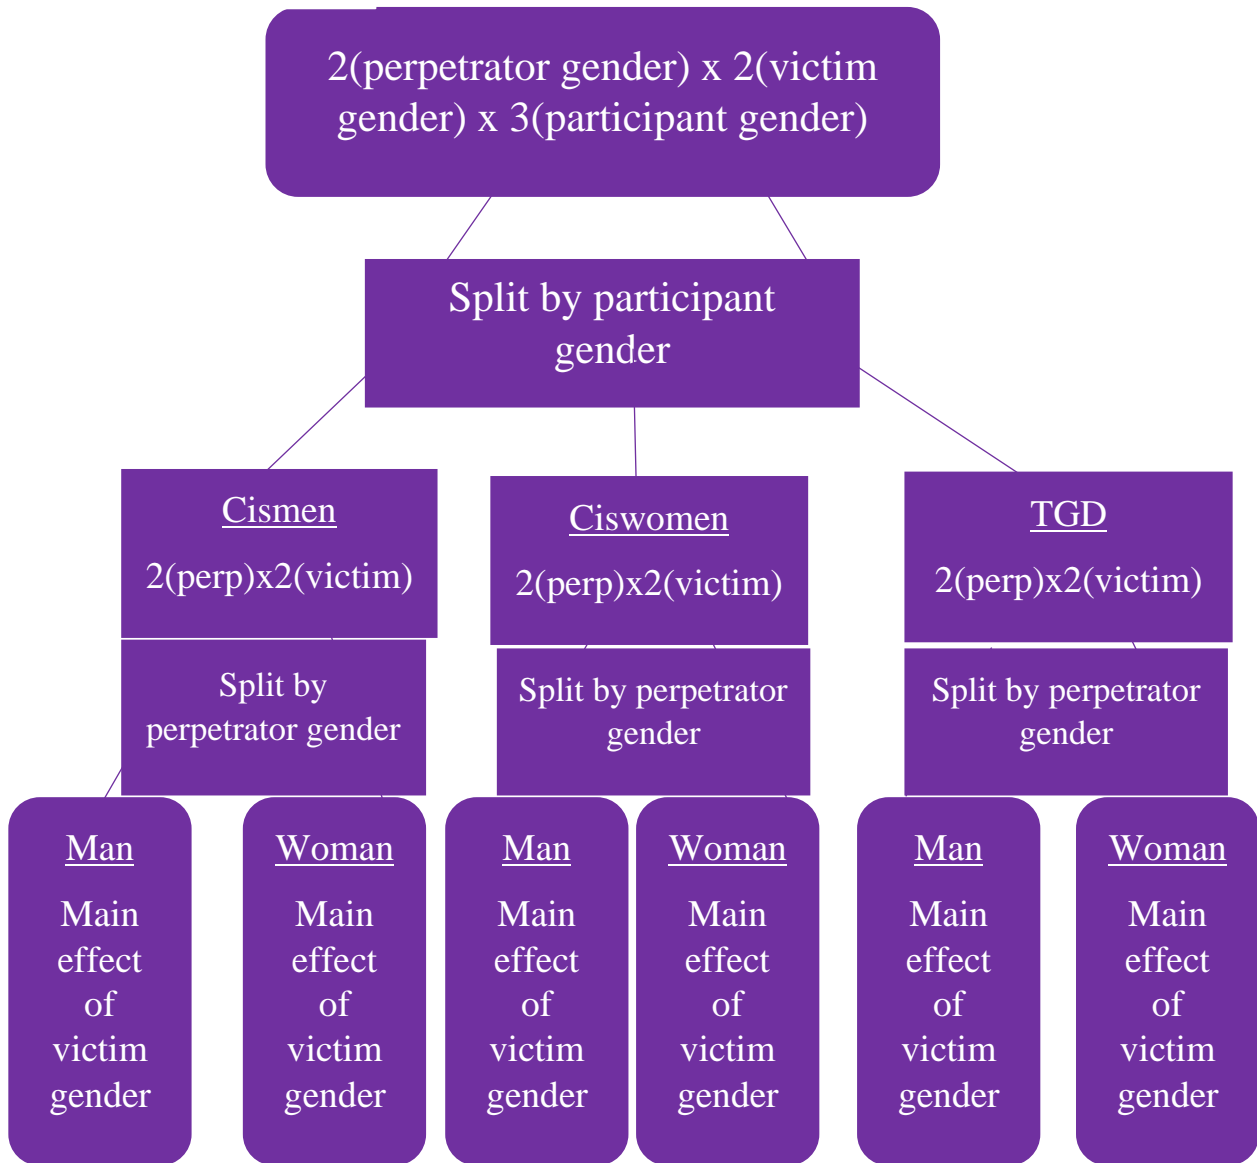 2(perpetrator gender) x 2(victim
gender) x 3(participant gender)
Split by participant
gender
Cismen
2(perp)x2(victim)
Ciswomen
2(perp)x2(victim)
TGD
2(perp)x2(victim)
Split by
perpetrator gender
Split by perpetrator
gender
Split by perpetrator
gender
Man
Main
effect
of
victim
gender
Woman
Main
effect
of
victim
gender
Man
Main
effect
of
victim
gender
Woman
Main
effect
of
victim
gender
Man
Main
effect
of
victim
gender
Woman
Main
effect
of
victim
gender